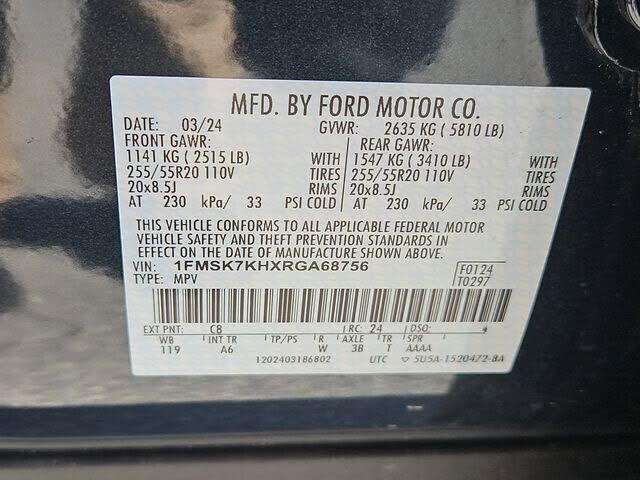 MFD. BY FORD MOTOR CO.
DATE: 03/24 GVWR: 2635 KG ( 5810 LB)
FRONT GAWR: REAR GAWR:
1141 KG ( 2515 LB) WITH 1547 KG ( 3410 LB) WITH
255/55R20 110V TIRES 255/55R20 110V TIRES
20x8.5J RIMS 20x8.5J RIMS
AT 230 kPa/ 33 PSI COLD AT 230 kPa/ 33 PSI COLD
THIS VEHICLE CONFORMS TO ALL APPLICABLE FEDERAL MOTOR
VEHICLE SAFETY AND THEFT PREVENTION STANDARDS IN
EFFECT ON THE DATE OF MANUFACTURE SHOWN ABOVE.
VIN: 1FMSK7KHXRGA68756 F0124
TYPE: MPV T0297
EXT PNT: C8 RC: 24 DSO:
WB INT TR TP/PS R AXLE TR SPR
119 A6 W 3B T AAAA
1202403186802 UTC ▽ 5U5A-1520472-BA